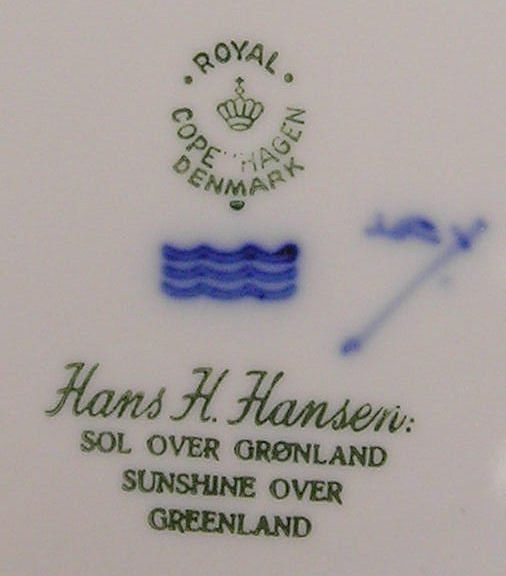 ROYAL
COPENHAGEN
DENMARK
Hans H. Hansen:
SOL OVER GRØNLAND
SUNSHINE OVER
GREENLAND